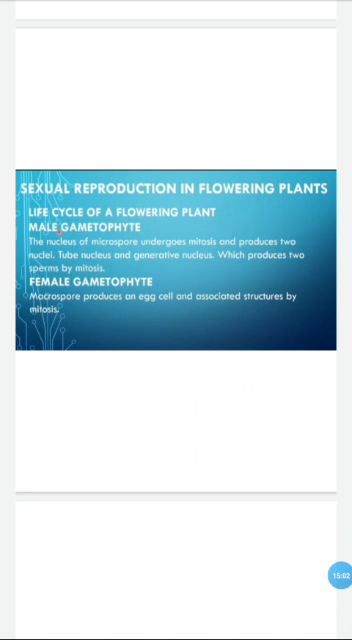 SEXUAL REPRODUCTION IN FLOWERING PLANTS
LIFE CYCLE OF A FLOWERING PLANT
MALE GAMETOPHYTE
The nucleus of microspore undergoes mitosis and produces two
nuclei. Tube nucleus and generative nucleus. Which produces two
sperms by mitosis.
FEMALE GAMETOPHYTE
Macrospore produces an egg cell and associated structures by
mitosis.
15:02